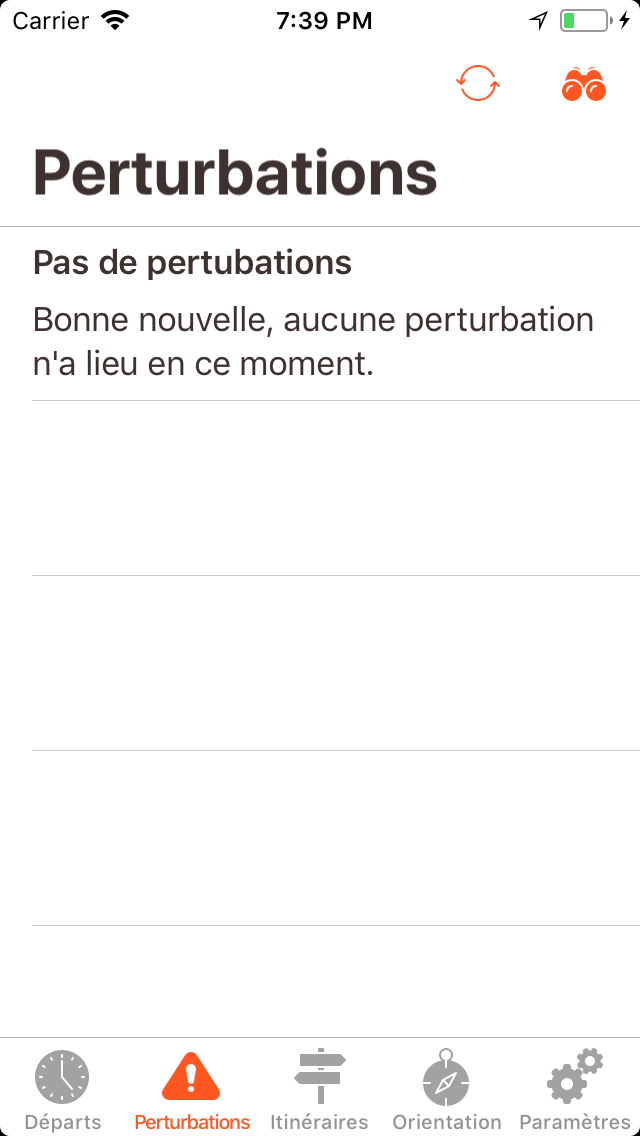 Carrier 7:39 PM
Perturbations
Pas de pertubations
Bonne nouvelle, aucune perturbation
n'a lieu en ce moment.
Départs Perturbations Itinéraires Orientation Paramètres